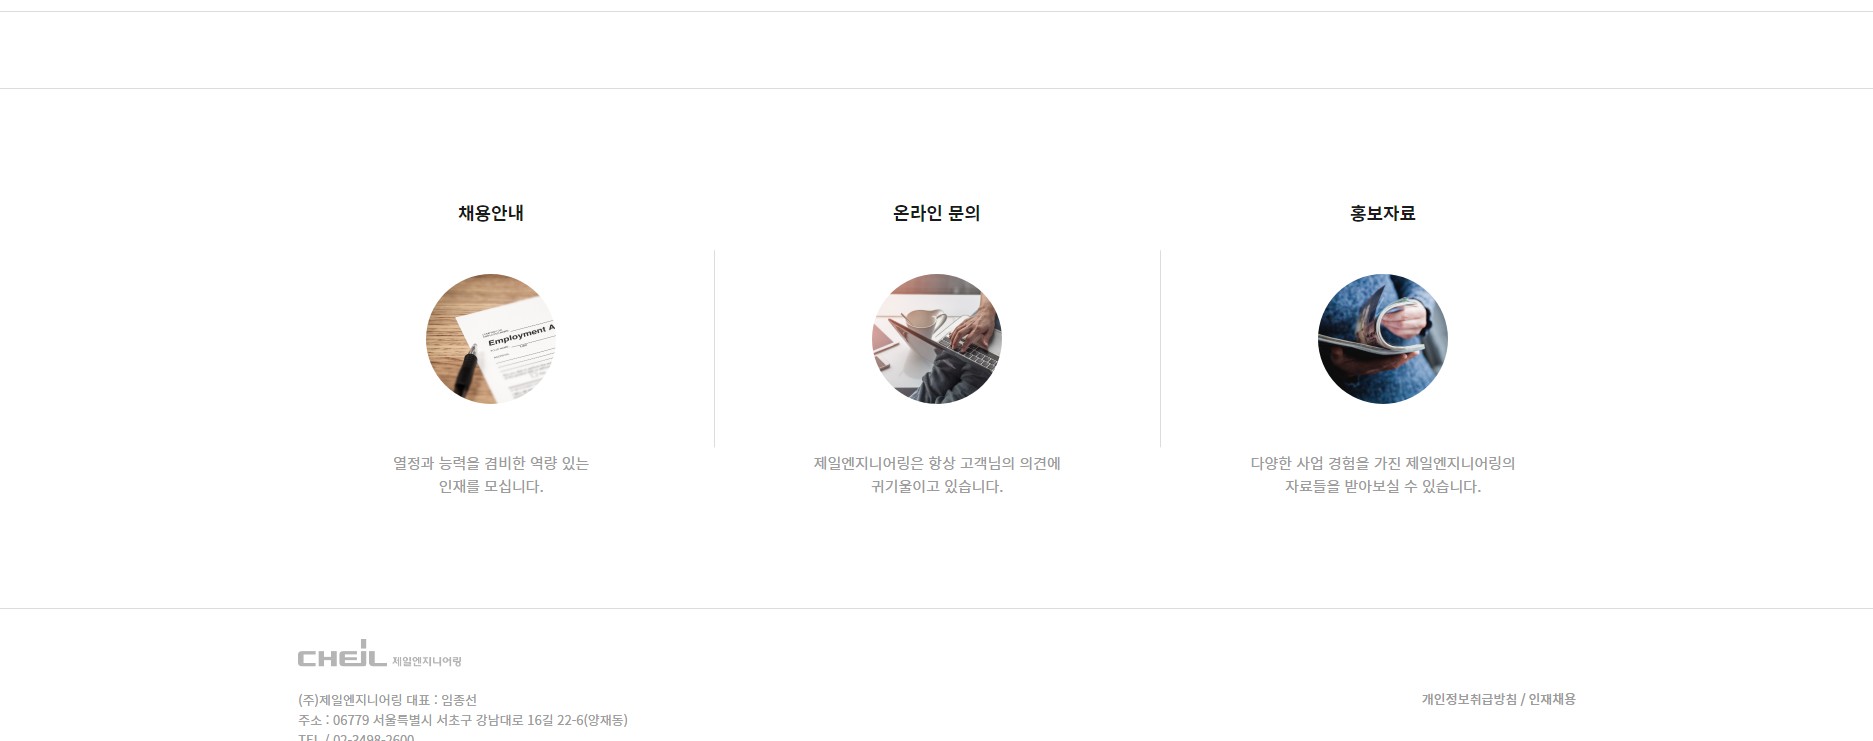 채용안내
온라인 문의
홍보자료
Employment A
열정과 능력을 겸비한 역량 있는
인재를 모십니다.
제일엔지니어링은 항상 고객님의 의견에
귀기울이고 있습니다.
다양한 사업 경험을 가진 제일엔지니어링의
자료들을 받아보실 수 있습니다.
CHEIL 제일엔지니어링
(주)제일엔지니어링 대표 : 임종선
개인정보취급방침 / 인재채용
주소 : 06779 서울특별시 서초구 강남대로 16길 22-6(양재동)
TEL / 02-3498-2600